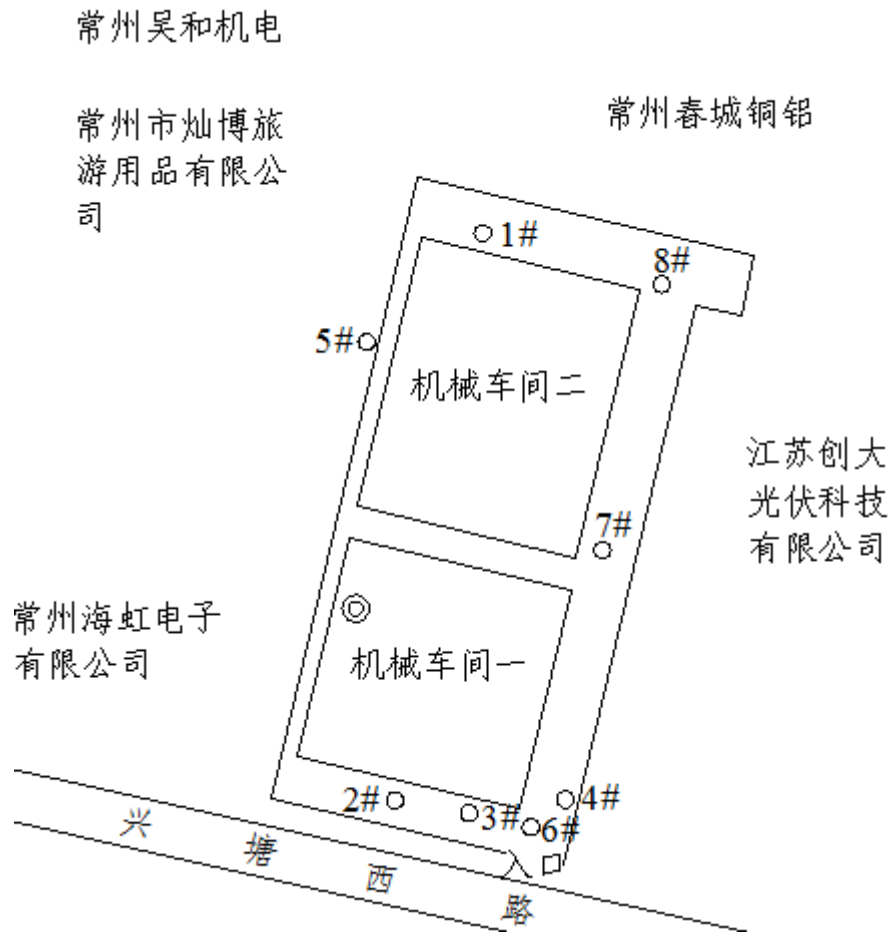 常州吴和机电
常州市灿博旅
游用品有限公
司
常州春城铜铝
1#
8#
5#
机械车间二
江苏创大
光伏科技
有限公司
7#
常州海虹电子
有限公司
机械车间一
2#
3#
4#
6#
入口
兴塘西路